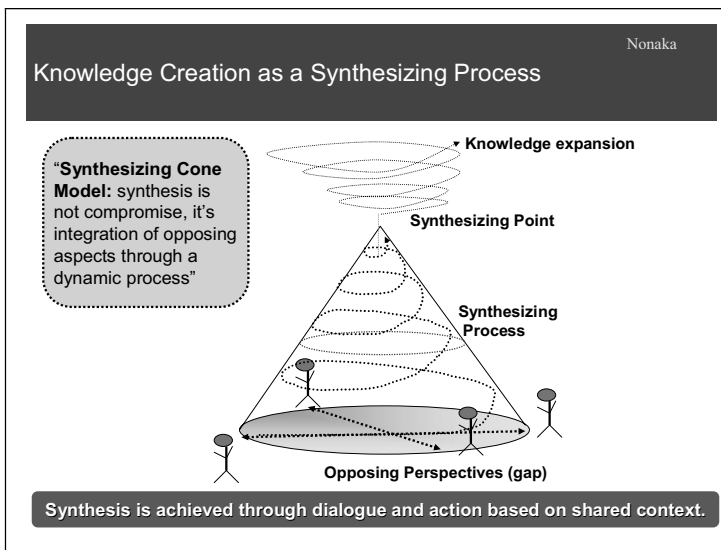 Nonaka
Knowledge Creation as a Synthesizing Process
“Synthesizing Cone
Model: synthesis is
not compromise, it's
integration of opposing
aspects through a
dynamic process”
Knowledge expansion
Synthesizing Point
Synthesizing
Process
Opposing Perspectives (gap)
Synthesis is achieved through dialogue and action based on shared context.